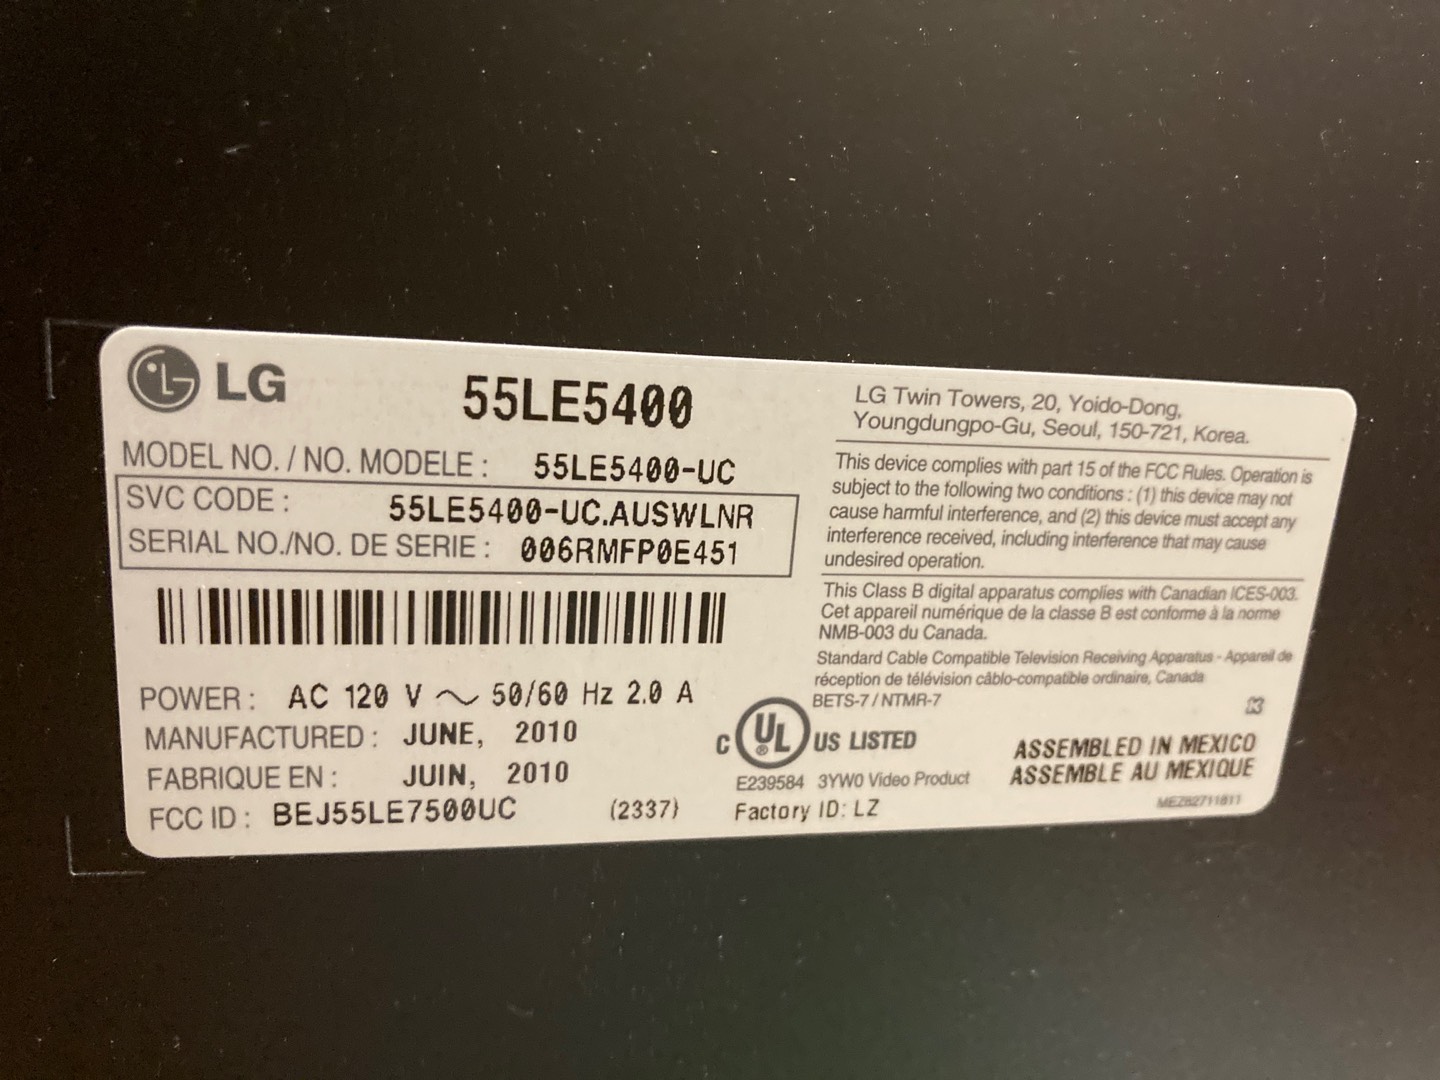 LG
55LE5400
MODEL NO. / NO. MODELE : 55LE5400-UC
SVC CODE : 55LE5400-UC.AUSWLNR
SERIAL NO./NO. DE SERIE : 006RMFP0E451
POWER : AC 120 V ～ 50/60 Hz 2.0 A
MANUFACTURED : JUNE, 2010
FABRIQUE EN : JUIN, 2010
FCC ID : BEJ55LE7500UC (2337)
LG Twin Towers, 20, Yoido-Dong,
Youngdungpo-Gu, Seoul, 150-721, Korea.
This device complies with part 15 of the FCC Rules. Operation is
subject to the following two conditions : (1) this device may not
cause harmful interference, and (2) this device must accept any
interference received, including interference that may cause
undesired operation.
This Class B digital apparatus complies with Canadian ICES-003.
Cet appareil numérique de la classe B est conforme à la norme
NMB-003 du Canada.
Standard Cable Compatible Television Receiving Apparatus - Appareil de
réception de télévision câblo-compatible ordinaire, Canada
BETS-7 / NTMR-7
C UL ® US LISTED
E239584 3YW0 Video Product
Factory ID: LZ
ASSEMBLED IN MEXICO
ASSEMBLE AU MEXIQUE
MEZ62711811